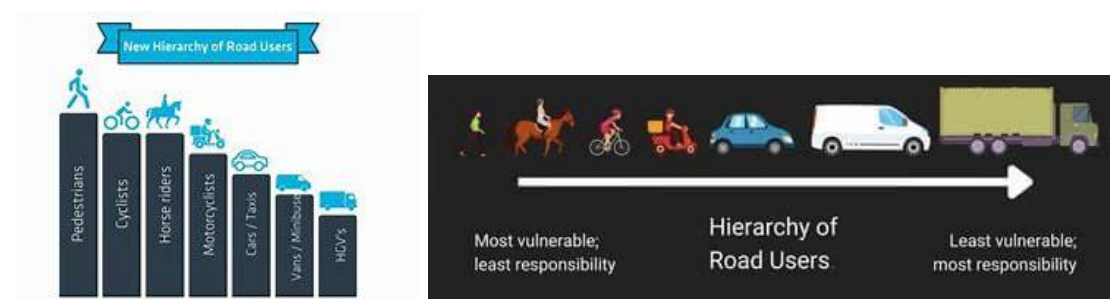 New Hierarchy of Road Users
Pedestrians
Cyclists
Horse riders
Motorcyclists
Cars / Taxis
Vans / Minibuse
HGV's
Most vulnerable;
least responsibility
Hierarchy of
Road Users.
Least vulnerable;
most responsibility